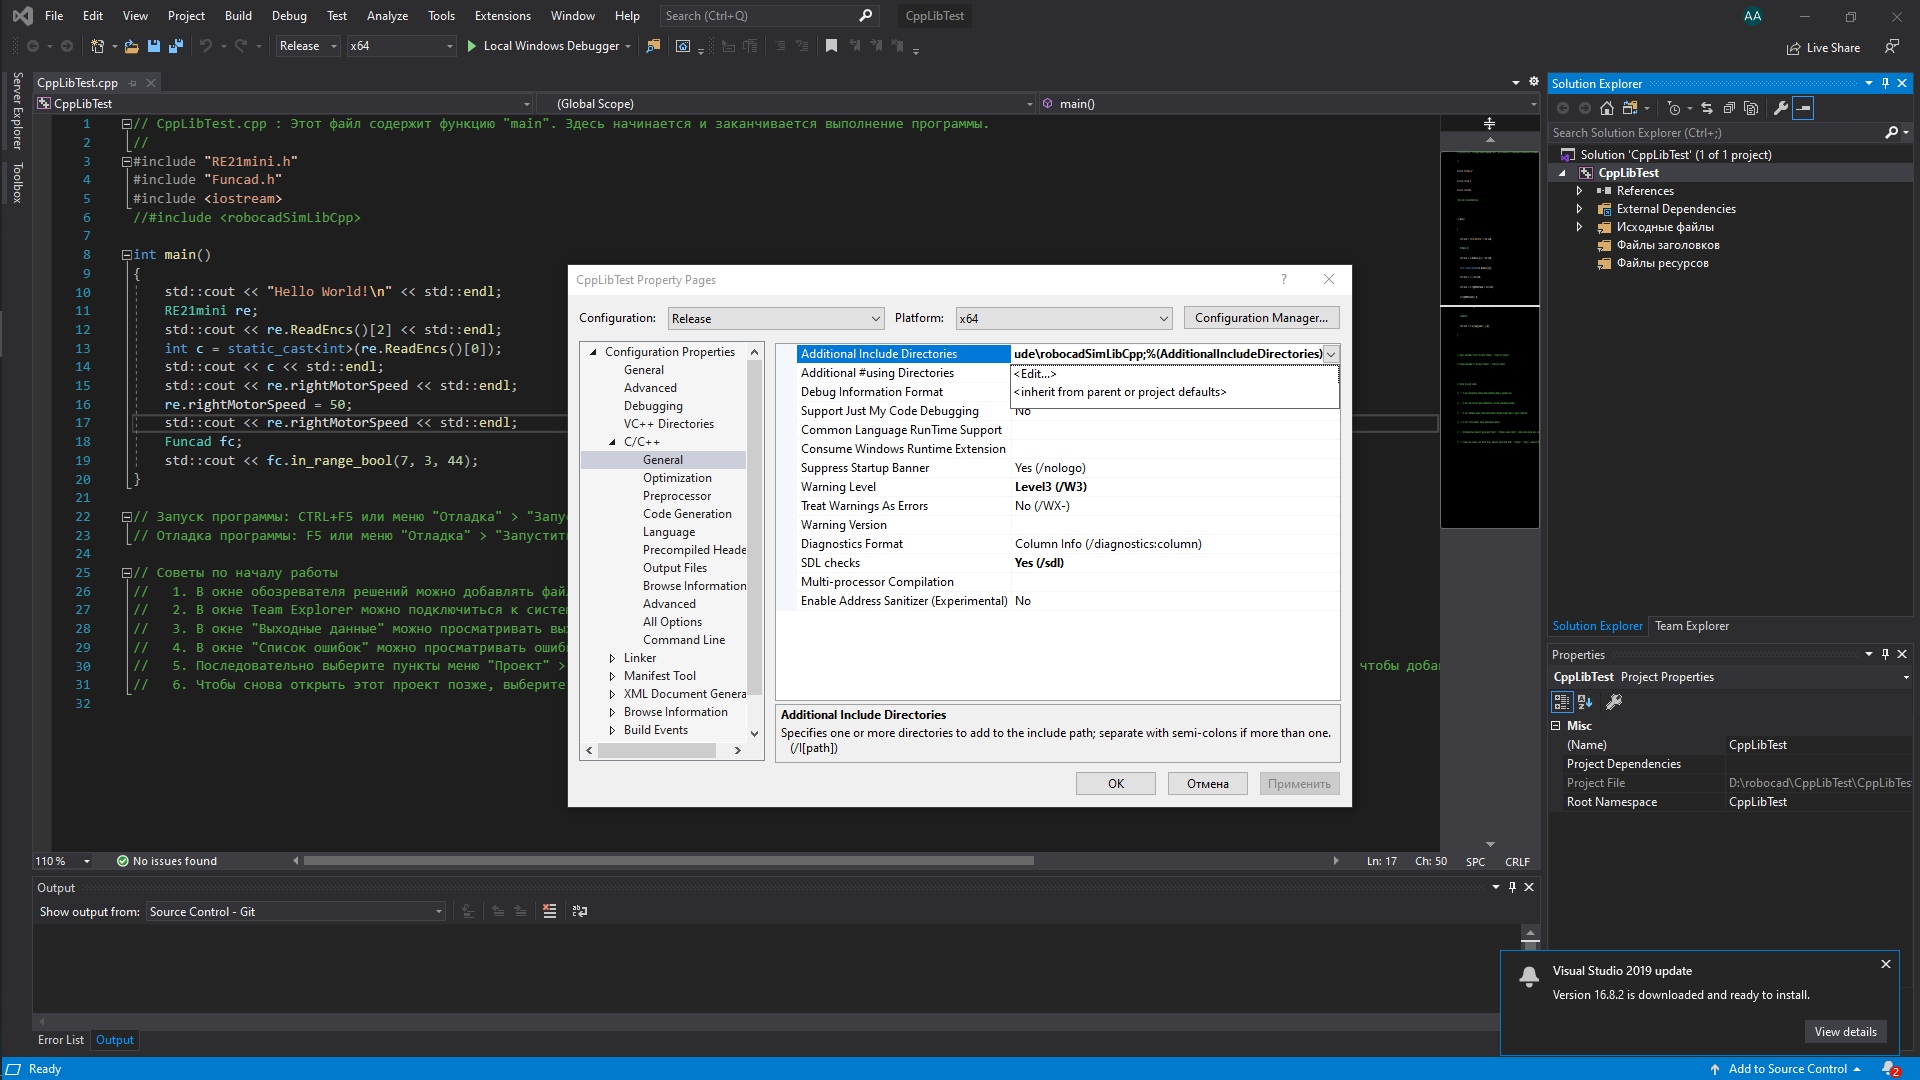 File Edit View Project Build Debug Test Analyze Tools Extensions Window Help Search (Ctrl+Q) CppLibTest AA
Release x64 Local Windows Debugger Live Share
Server Explorer
Toolbox
CppLibTest.cpp
CppLibTest (Global Scope) main()
1 // CppLibTest.cpp : Этот файл содержит функцию "main". Здесь начинается и заканчивается выполнение программы.
2 //
3 #include "RE21mini.h"
4 #include "Funcad.h"
5 #include <iostream>
6 //#include <robocadSimLibCpp>
7
8 int main()
9 {
10 std::cout << "Hello World!\n" << std::endl;
11 RE21mini re;
12 std::cout << re.ReadEncs()[2] << std::endl;
13 int c = static_cast<int>(re.ReadEncs()[0]);
14 std::cout << c << std::endl;
15 std::cout << re.rightMotorSpeed << std::endl;
16 re.rightMotorSpeed = 50;
17 std::cout << re.rightMotorSpeed << std::endl;
18 Funcad fc;
19 std::cout << fc.in_range_bool(7, 3, 44);
20 }
21
22 // Запуск программы: CTRL+F5 или меню "Отладка" > "Запу
23 // Отладка программы: F5 или меню "Отладка" > "Запустит
24
25 // Советы по началу работы
26 // 1. В окне обозревателя решений можно добавлять фай
27 // 2. В окне Team Explorer можно подключиться к систе
28 // 3. В окне "Выходные данные" можно просматривать вы
29 // 4. В окне "Список ошибок" можно просматривать ошиб
30 // 5. Последовательно выберите пункты меню "Проект" > чтобы доба
31 // 6. Чтобы снова открыть этот проект позже, выберите
32
110 % No issues found Ln: 17 Ch: 50 SPC CRLF
CppLibTest Property Pages ?
Configuration: Release Platform: x64 Configuration Manager...
Configuration Properties
General
Advanced
Debugging
VC++ Directories
C/C++
General
Optimization
Preprocessor
Code Generation
Language
Precompiled Heade
Output Files
Browse Information
Advanced
All Options
Command Line
Linker
Manifest Tool
XML Document Genera
Browse Information
Build Events
Additional Include Directories ude\robocadSimLibCpp;%(AdditionalIncludeDirectories)
Additional #using Directories <Edit...>
Debug Information Format <inherit from parent or project defaults>
Support Just My Code Debugging No
Common Language RunTime Support
Consume Windows Runtime Extension
Suppress Startup Banner Yes (/nologo)
Warning Level Level3 (/W3)
Treat Warnings As Errors No (/WX-)
Warning Version
Diagnostics Format Column Info (/diagnostics:column)
SDL checks Yes (/sdl)
Multi-processor Compilation
Enable Address Sanitizer (Experimental) No
Additional Include Directories
Specifies one or more directories to add to the include path; separate with semi-colons if more than one.
(/I[path])
OK Отмена Применить
Solution Explorer
Search Solution Explorer (Ctrl+;)
Solution 'CppLibTest' (1 of 1 project)
CppLibTest
References
External Dependencies
Исходные файлы
Файлы заголовков
Файлы ресурсов
Solution Explorer Team Explorer
Properties
CppLibTest Project Properties
Misc
(Name) CppLibTest
Project Dependencies
Project File D:\robocad\CppLibTest\CppLibTes
Root Namespace CppLibTest
Output
Show output from: Source Control - Git
Error List Output
Visual Studio 2019 update
Version 16.8.2 is downloaded and ready to install.
View details
Ready Add to Source Control 2